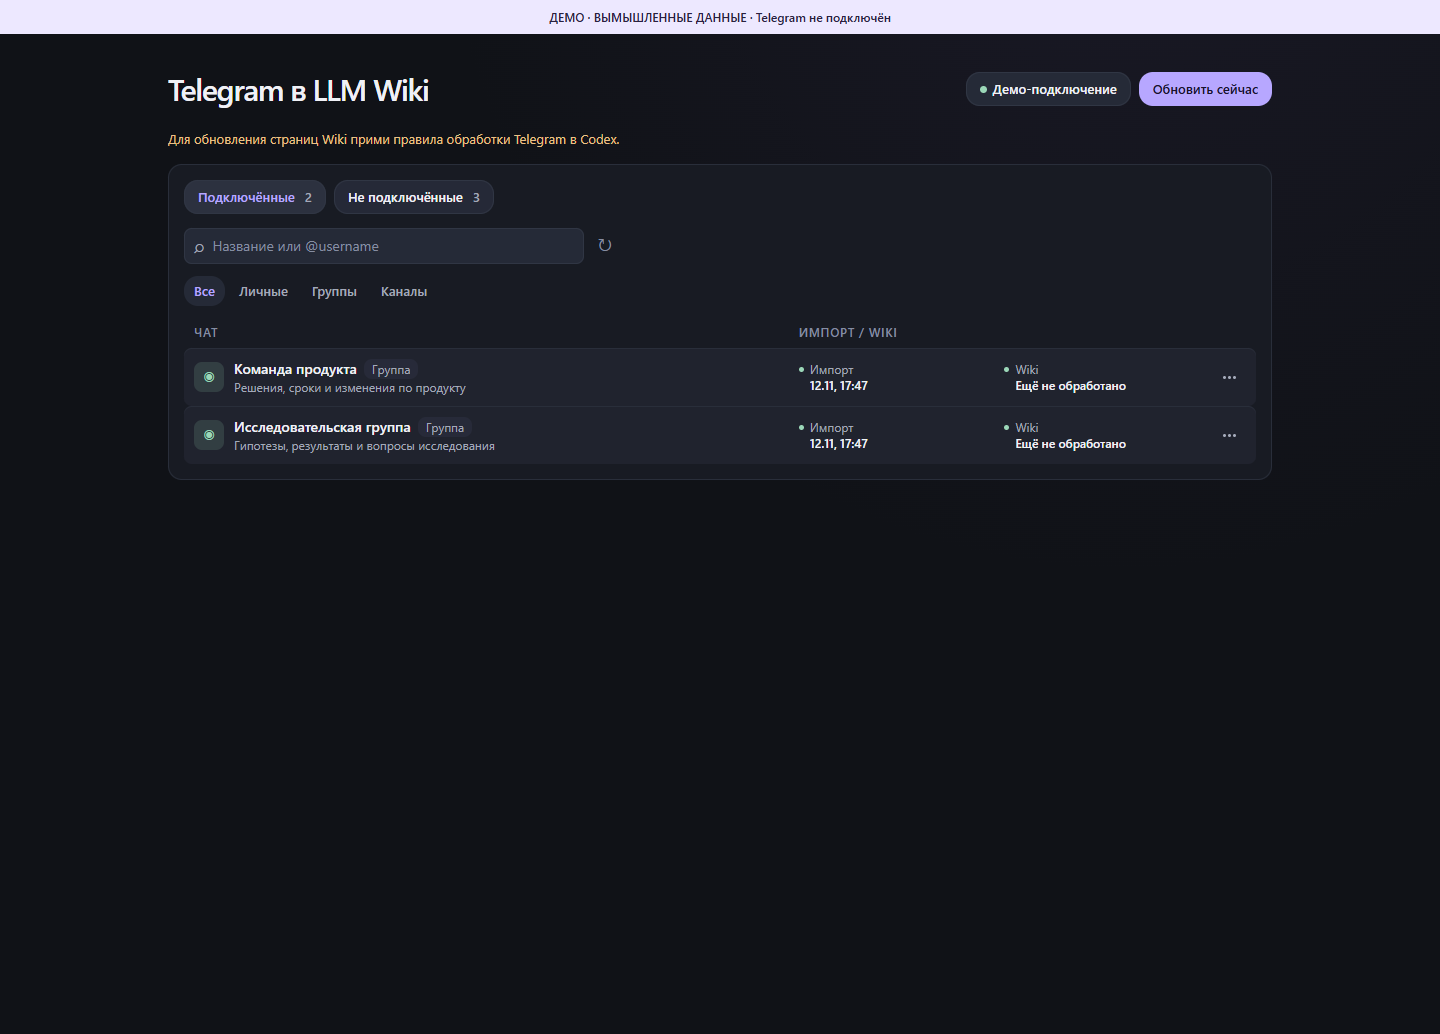 ДЕМО · ВЫМЫШЛЕННЫЕ ДАННЫЕ · Telegram не подключён
Telegram в LLM Wiki
Демо-подключение
Обновить сейчас
Для обновления страниц Wiki прими правила обработки Telegram в Codex.
Подключённые 2
Не подключённые 3
Название или @username
Все
Личные
Группы
Каналы
ЧАТ
ИМПОРТ / WIKI
Команда продукта Группа
Решения, сроки и изменения по продукту
Импорт
12.11, 17:47
Wiki
Ещё не обработано
Исследовательская группа Группа
Гипотезы, результаты и вопросы исследования
Импорт
12.11, 17:47
Wiki
Ещё не обработано